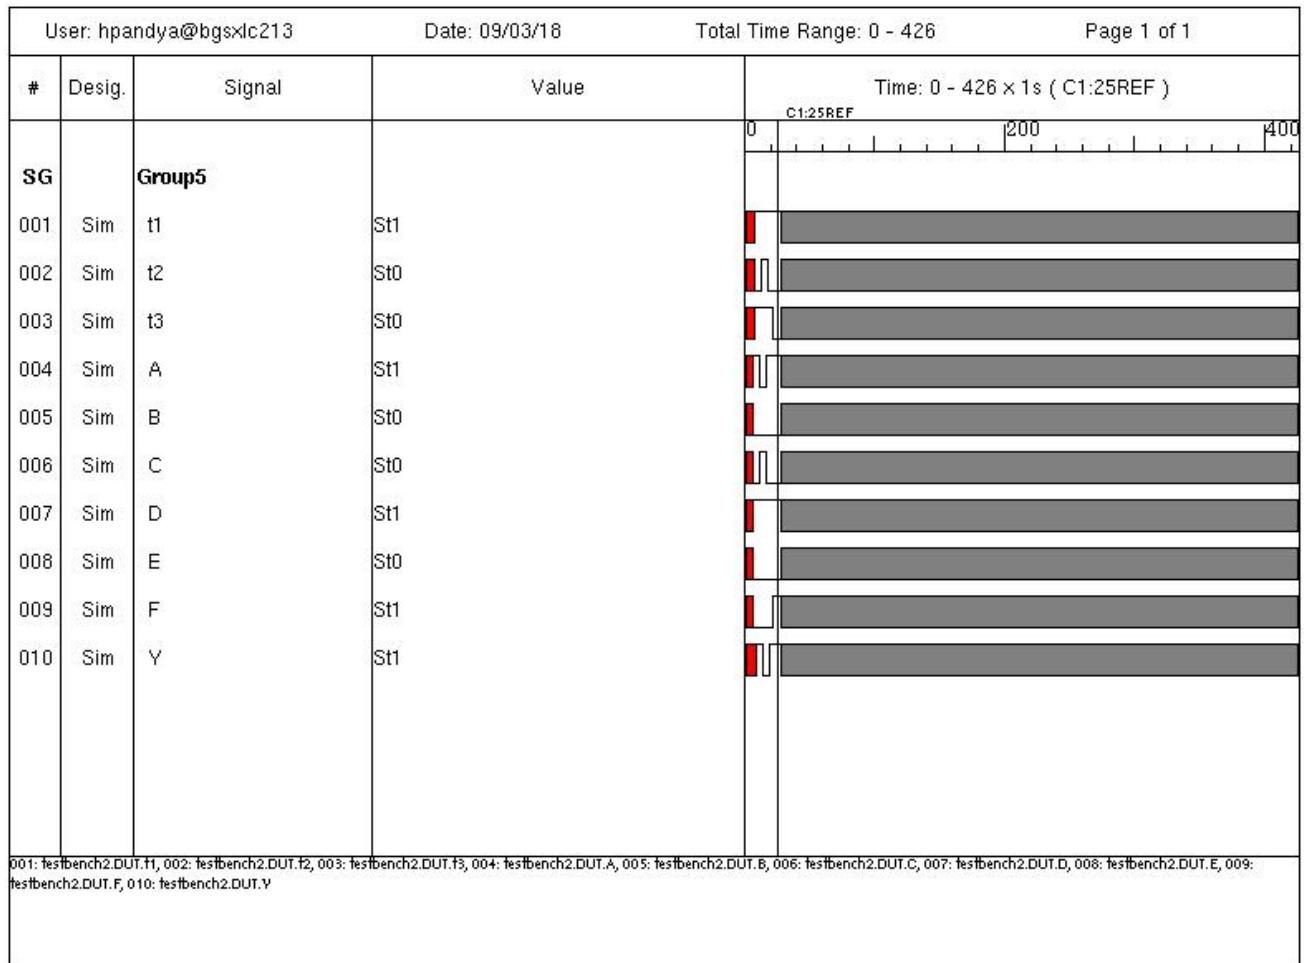 User: hpandya@bgsxlc213 Date: 09/03/18 Total Time Range: 0 - 426 Page 1 of 1
# Desig. Signal Value Time: 0 - 426 x 1s ( C1:25REF )
C1:25REF
0 200 400
SG Group5
001 Sim t1 St1
002 Sim t2 St0
003 Sim t3 St0
004 Sim A St1
005 Sim B St0
006 Sim C St0
007 Sim D St1
008 Sim E St0
009 Sim F St1
010 Sim Y St1
001: testbench2.DUT.t1, 002: testbench2.DUT.t2, 003: testbench2.DUT.t3, 004: testbench2.DUT.A, 005: testbench2.DUT.B, 006: testbench2.DUT.C, 007: testbench2.DUT.D, 008: testbench2.DUT.E, 009:
testbench2.DUT.F, 010: testbench2.DUT.Y